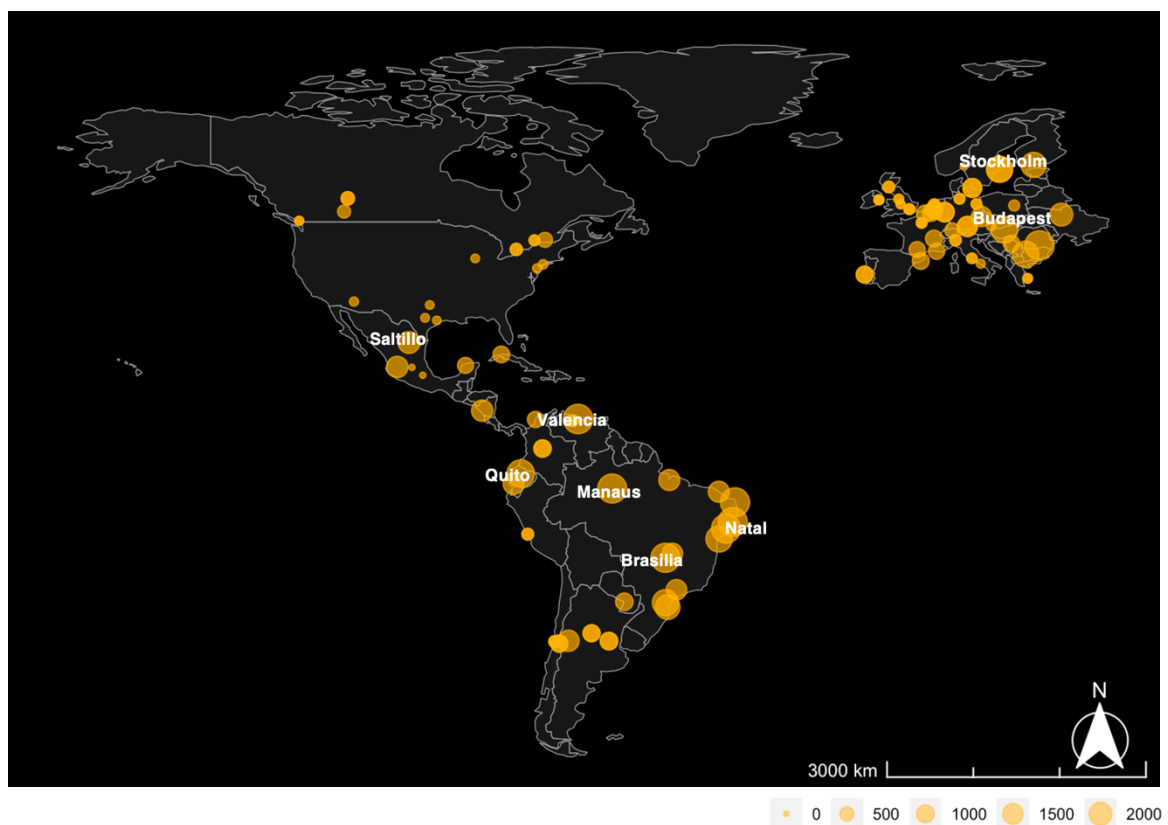 Stockholm
Budapest
Saltillo
Valencia
Quito
Manaus
Natal
Brasilia
N
3000 km
0 500 1000 1500 2000